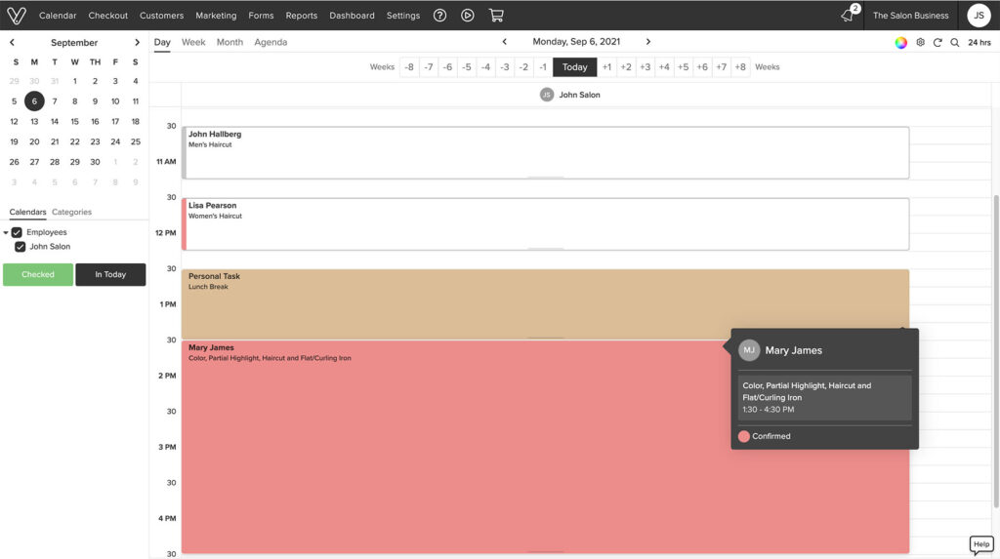 Calendar Checkout Customers Marketing Forms Reports Dashboard Settings ? 2 The Salon Business JS
September
S M T W TH F S
29 30 31 1 2 3 4
5 6 7 8 9 10 11
12 13 14 15 16 17 18
19 20 21 22 23 24 25
26 27 28 29 30 1 2
3 4 5 6 7 8 9
Calendars Categories
Employees
John Salon
Checked In Today
Day Week Month Agenda
Monday, Sep 6, 2021
24 hrs
Weeks -8 -7 -6 -5 -4 -3 -2 -1 Today +1 +2 +3 +4 +5 +6 +7 +8 Weeks
JS John Salon
30
John Hallberg
Men's Haircut
11 AM
30
Lisa Pearson
Women's Haircut
12 PM
30
Personal Task
Lunch Break
1 PM
30
Mary James
Color, Partial Highlight, Haircut and Flat/Curling Iron
2 PM
30
3 PM
30
4 PM
30
MJ Mary James
Color, Partial Highlight, Haircut and
Flat/Curling Iron
1:30 - 4:30 PM
Confirmed
Help